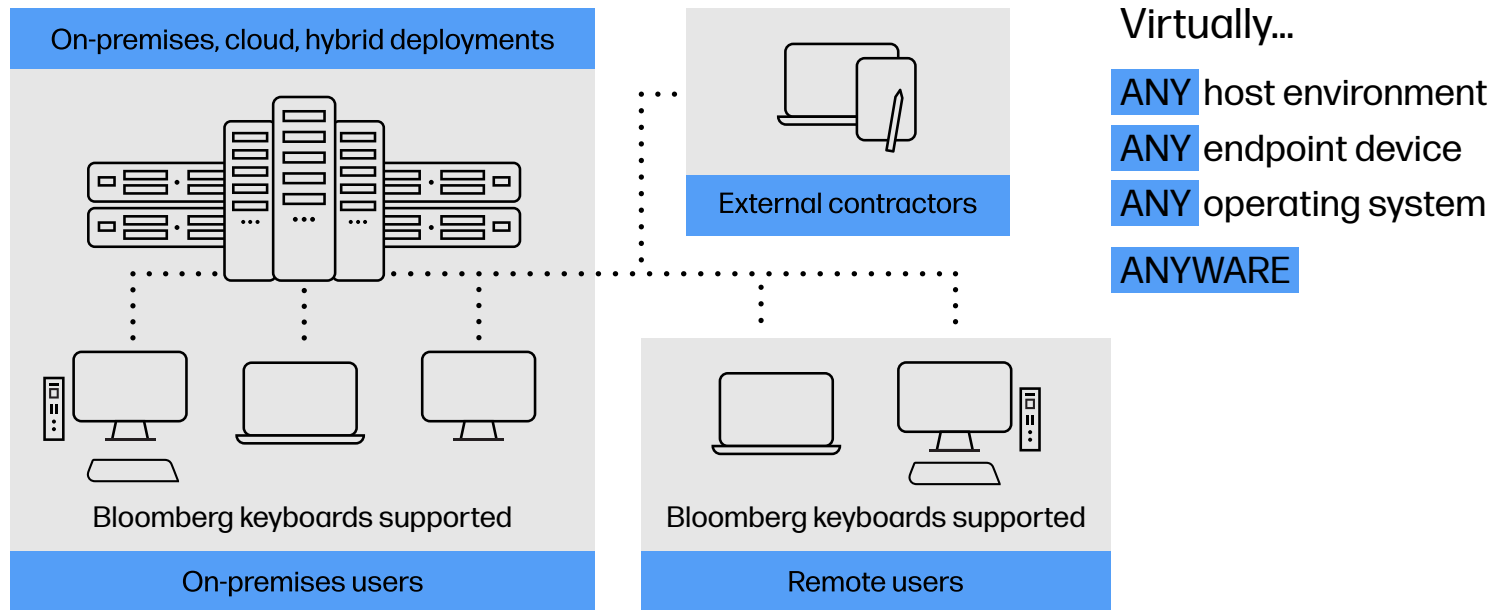 On-premises, cloud, hybrid deployments
Bloomberg keyboards supported
On-premises users
External contractors
Bloomberg keyboards supported
Remote users
Virtually...
ANY host environment
ANY endpoint device
ANY operating system
ANYWARE